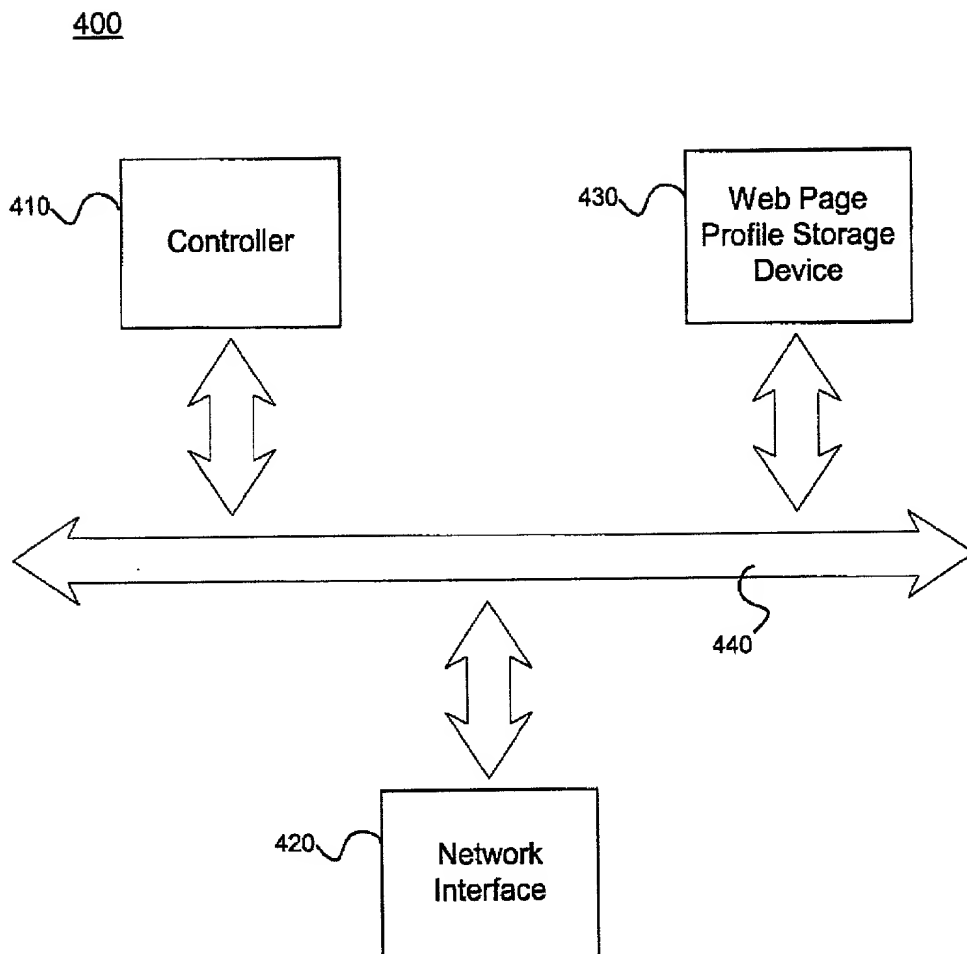 400
410
Controller
430
Web Page
Profile Storage
Device
440
420
Network
Interface